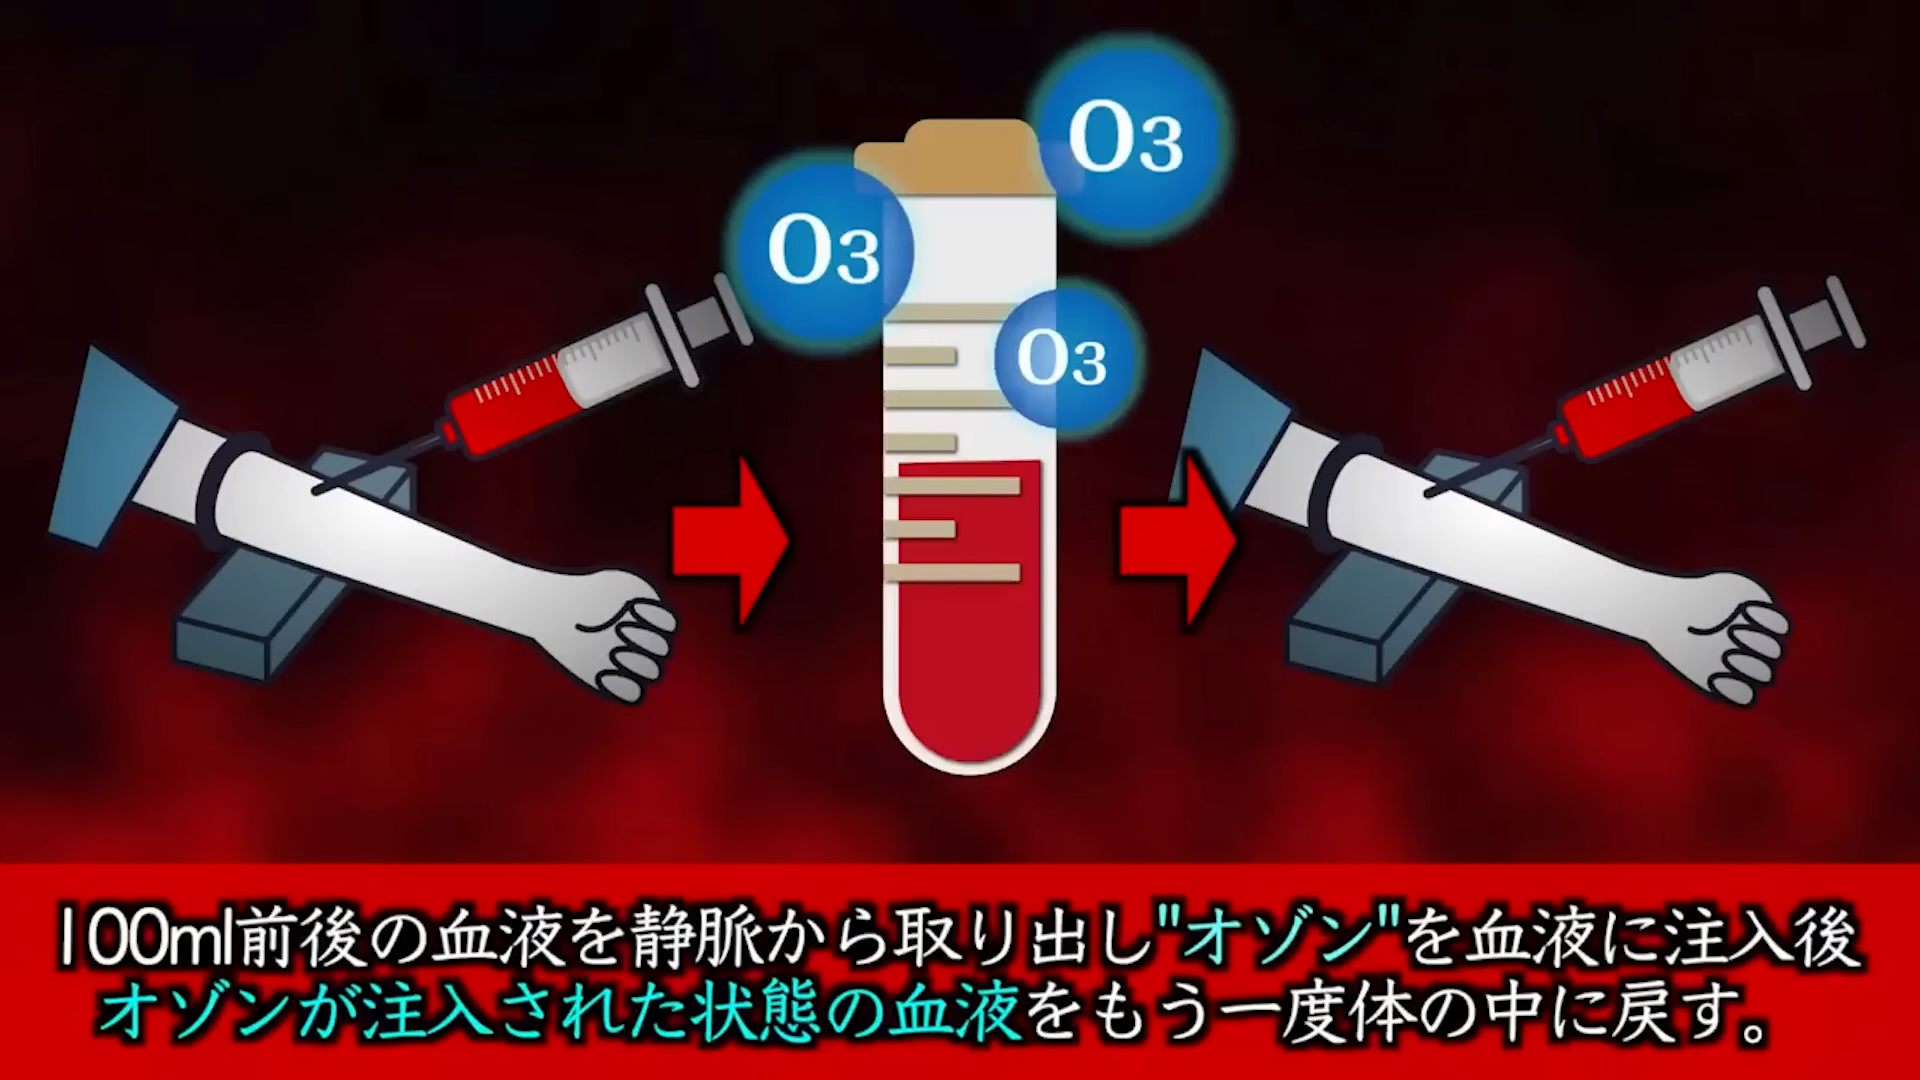 O3
O3
O3
100ml前後の血液を静脈から取り出し"オゾン"を血液に注入後
オゾンが注入された状態の血液をもう一度体の中に戻す。